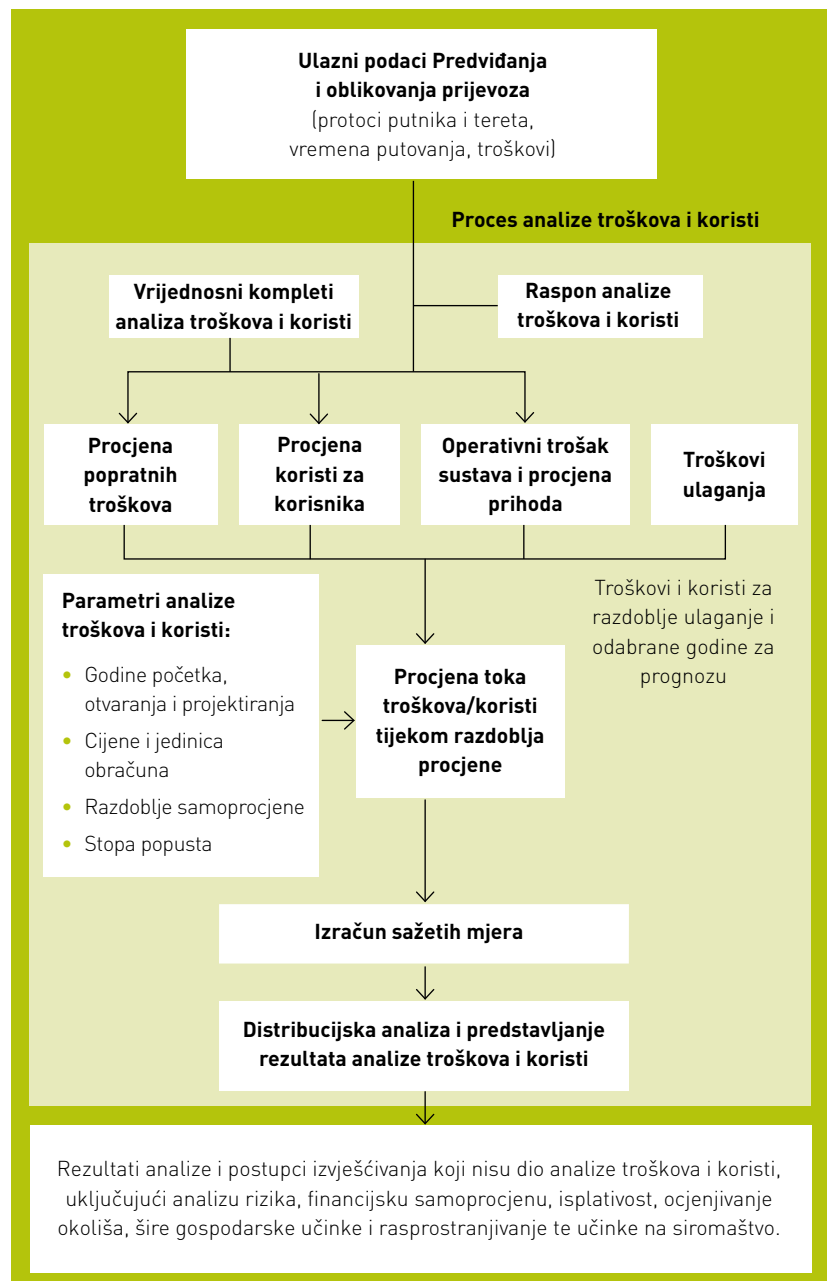 Ulazni podaci Predviđanja
i oblikovanja prijevoza
(protoci putnika i tereta,
vremena putovanja, troškovi)
Proces analize troškova i koristi
Vrijednosni kompleti
analiza troškova i koristi
Raspon analize
troškova i koristi
Procjena
popratnih
troškova
Procjena
koristi za
korisnika
Operativni trošak
sustava i procjena
prihoda
Troškovi
ulaganja
Parametri analize
troškova i koristi:
• Godine početka,
otvaranja i projektiranja
• Cijene i jedinica
obračuna
• Razdoblje samoprocjene
• Stopa popusta
Procjena toka
troškova/koristi
tijekom razdoblja
procjene
Troškovi i koristi za
razdoblje ulaganje i
odabrane godine za
prognozu
Izračun sažetih mjera
Distribucijska analiza i predstavljanje
rezultata analize troškova i koristi
Rezultati analize i postupci izvješćivanja koji nisu dio analize troškova i koristi,
uključujući analizu rizika, financijsku samoprocjenu, isplativost, ocjenjivanje
okoliša, šire gospodarske učinke i rasprostranjivanje te učinke na siromaštvo.